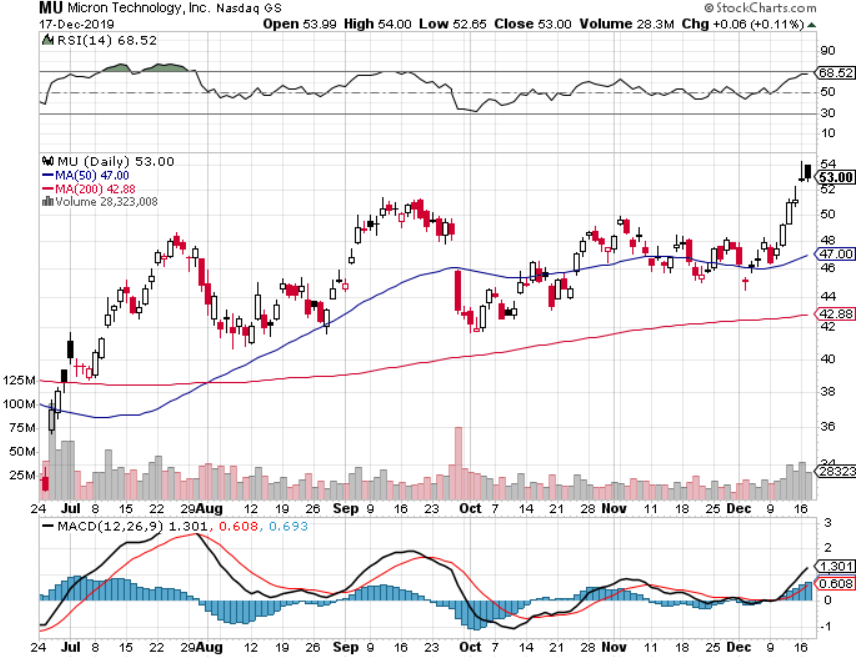 MU Micron Technology, Inc. Nasdaq GS © StockCharts.com
17-Dec-2019 Open 53.99 High 54.00 Low 52.65 Close 53.00 Volume 28.3M Chg +0.06 (+0.11%)
RSI(14) 68.52
90
68.52
50
30
10
MU (Daily) 53.00
MA(50) 47.00
MA(200) 42.88
Volume 28,323,008
54
53.00
52
50
48
47.00
46
44
42.88
42
40
38
36
34
125M
100M
75M
50M
25M
28323
24 Jul 8 15 22 29 Aug 12 19 26 Sep 9 16 23 Oct 7 14 21 28 Nov 11 18 25 Dec 9 16
MACD(12,26,9) 1.301, 0.608, 0.693
3
2
1.301
0.608
0
-1
24 Jul 8 15 22 29 Aug 12 19 26 Sep 9 16 23 Oct 7 14 21 28 Nov 11 18 25 Dec 9 16